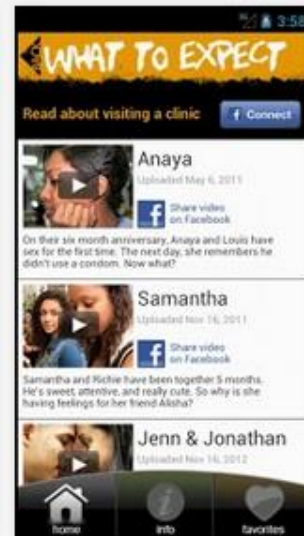 3:58
WHAT TO EXPECT
Read about visiting a clinic
f Connect
Anaya
Uploaded May 6, 2011
f Share video
on Facebook
On their six month anniversary, Anaya and Louis have
sex for the first time. The next day, she remembers he
didn't use a condom. Now what?
Samantha
Uploaded Nov 16, 2011
f Share video
on Facebook
Samantha and Richie have been together 5 months.
He's sweet, attentive, and really cute. So why is she
having feelings for her friend Alisha?
Jenn & Jonathan
Uploaded Nov 16, 2012
home
info
favorites